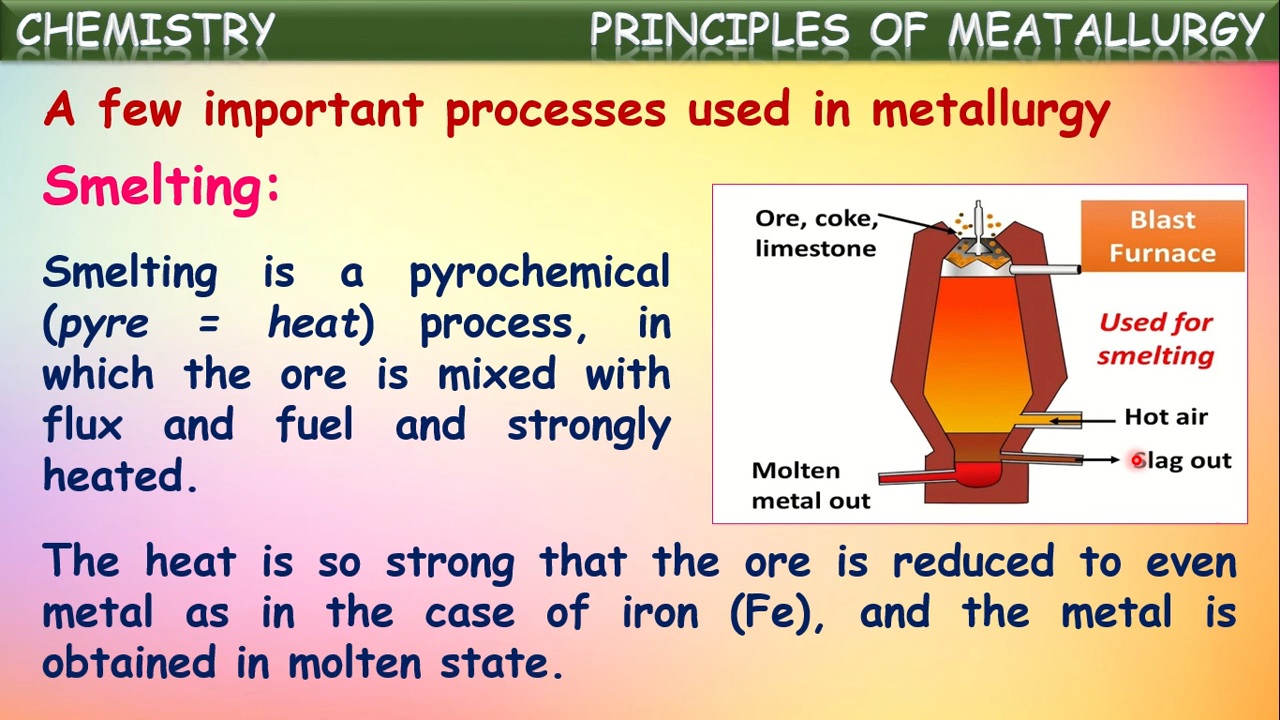 CHEMISTRY PRINCIPLES OF MEATALLURGY
A few important processes used in metallurgy
Smelting:
Smelting is a pyrochemical
(pyre = heat) process, in
which the ore is mixed with
flux and fuel and strongly
heated.
Ore, coke,
limestone
Blast
Furnace
Used for
smelting
Hot air
Slag out
Molten
metal out
The heat is so strong that the ore is reduced to even
metal as in the case of iron (Fe), and the metal is
obtained in molten state.